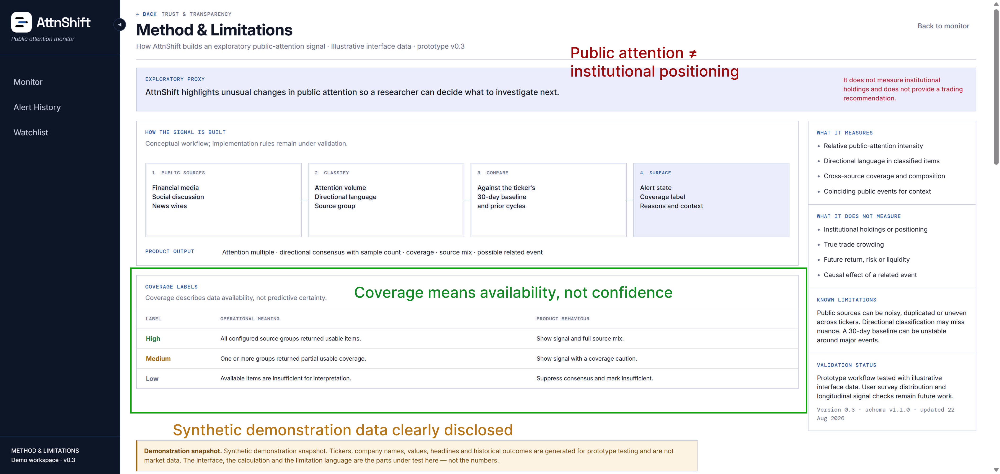 AttnShift
Public attention monitor
Monitor
Alert History
Watchlist
METHOD & LIMITATIONS
Demo workspace · v0.3
← BACK TRUST & TRANSPARENCY
Method & Limitations
How AttnShift builds an exploratory public-attention signal · Illustrative interface data · prototype v0.3
Back to monitor
Public attention ≠
institutional positioning
EXPLORATORY PROXY
AttnShift highlights unusual changes in public attention so a researcher can decide what to investigate next.
It does not measure institutional
holdings and does not provide a trading
recommendation.
HOW THE SIGNAL IS BUILT
Conceptual workflow; implementation rules remain under validation.
1 PUBLIC SOURCES
Financial media
Social discussion
News wires
2 CLASSIFY
Attention volume
Directional language
Source group
3 COMPARE
Against the ticker's
30-day baseline
and prior cycles
4 SURFACE
Alert state
Coverage label
Reasons and context
PRODUCT OUTPUT
Attention multiple · directional consensus with sample count · coverage · source mix · possible related event
COVERAGE LABELS
Coverage describes data availability, not predictive certainty.
Coverage means availability, not confidence
LABEL OPERATIONAL MEANING PRODUCT BEHAVIOUR
High All configured source groups returned usable items. Show signal and full source mix.
Medium One or more groups returned partial usable coverage. Show signal with a coverage caution.
Low Available items are insufficient for interpretation. Suppress consensus and mark insufficient.
WHAT IT MEASURES
• Relative public-attention intensity
• Directional language in classified items
• Cross-source coverage and composition
• Coinciding public events for context
WHAT IT DOES NOT MEASURE
• Institutional holdings or positioning
• True trade crowding
• Future return, risk or liquidity
• Causal effect of a related event
KNOWN LIMITATIONS
Public sources can be noisy, duplicated or uneven
across tickers. Directional classification may miss
nuance. A 30-day baseline can be unstable
around major events.
VALIDATION STATUS
Prototype workflow tested with illustrative
interface data. User survey distribution and
longitudinal signal checks remain future work.
Version 0.3 · schema v1.1.0 · updated 22
Aug 2026
Synthetic demonstration data clearly disclosed
Demonstration snapshot. Synthetic demonstration snapshot. Tickers, company names, values, headlines and historical outcomes are generated for prototype testing and are not
market data. The interface, the calculation and the limitation language are the parts under test here — not the numbers.